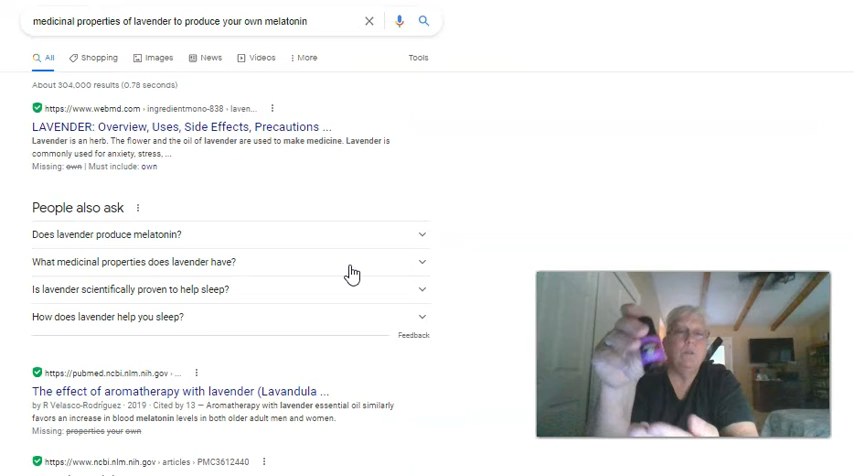 medicinal properties of lavender to produce your own melatonin
All Shopping Images News Videos More Tools
About 304,000 results (0.78 seconds)
https://www.webmd.com › ingredientmono-838 › laven...
LAVENDER: Overview, Uses, Side Effects, Precautions ...
Lavender is an herb. The flower and the oil of lavender are used to make medicine. Lavender is
commonly used for anxiety, stress, ...
Missing: own | Must include: own
People also ask
Does lavender produce melatonin?
What medicinal properties does lavender have?
Is lavender scientifically proven to help sleep?
How does lavender help you sleep?
Feedback
https://pubmed.ncbi.nlm.nih.gov › ...
The effect of aromatherapy with lavender (Lavandula ...
by R Velasco-Rodríguez · 2019 · Cited by 13 — Aromatherapy with lavender essential oil similarly
favors an increase in blood melatonin levels in both older adult men and women.
Missing: properties your own
https://www.ncbi.nlm.nih.gov › articles › PMC3612440